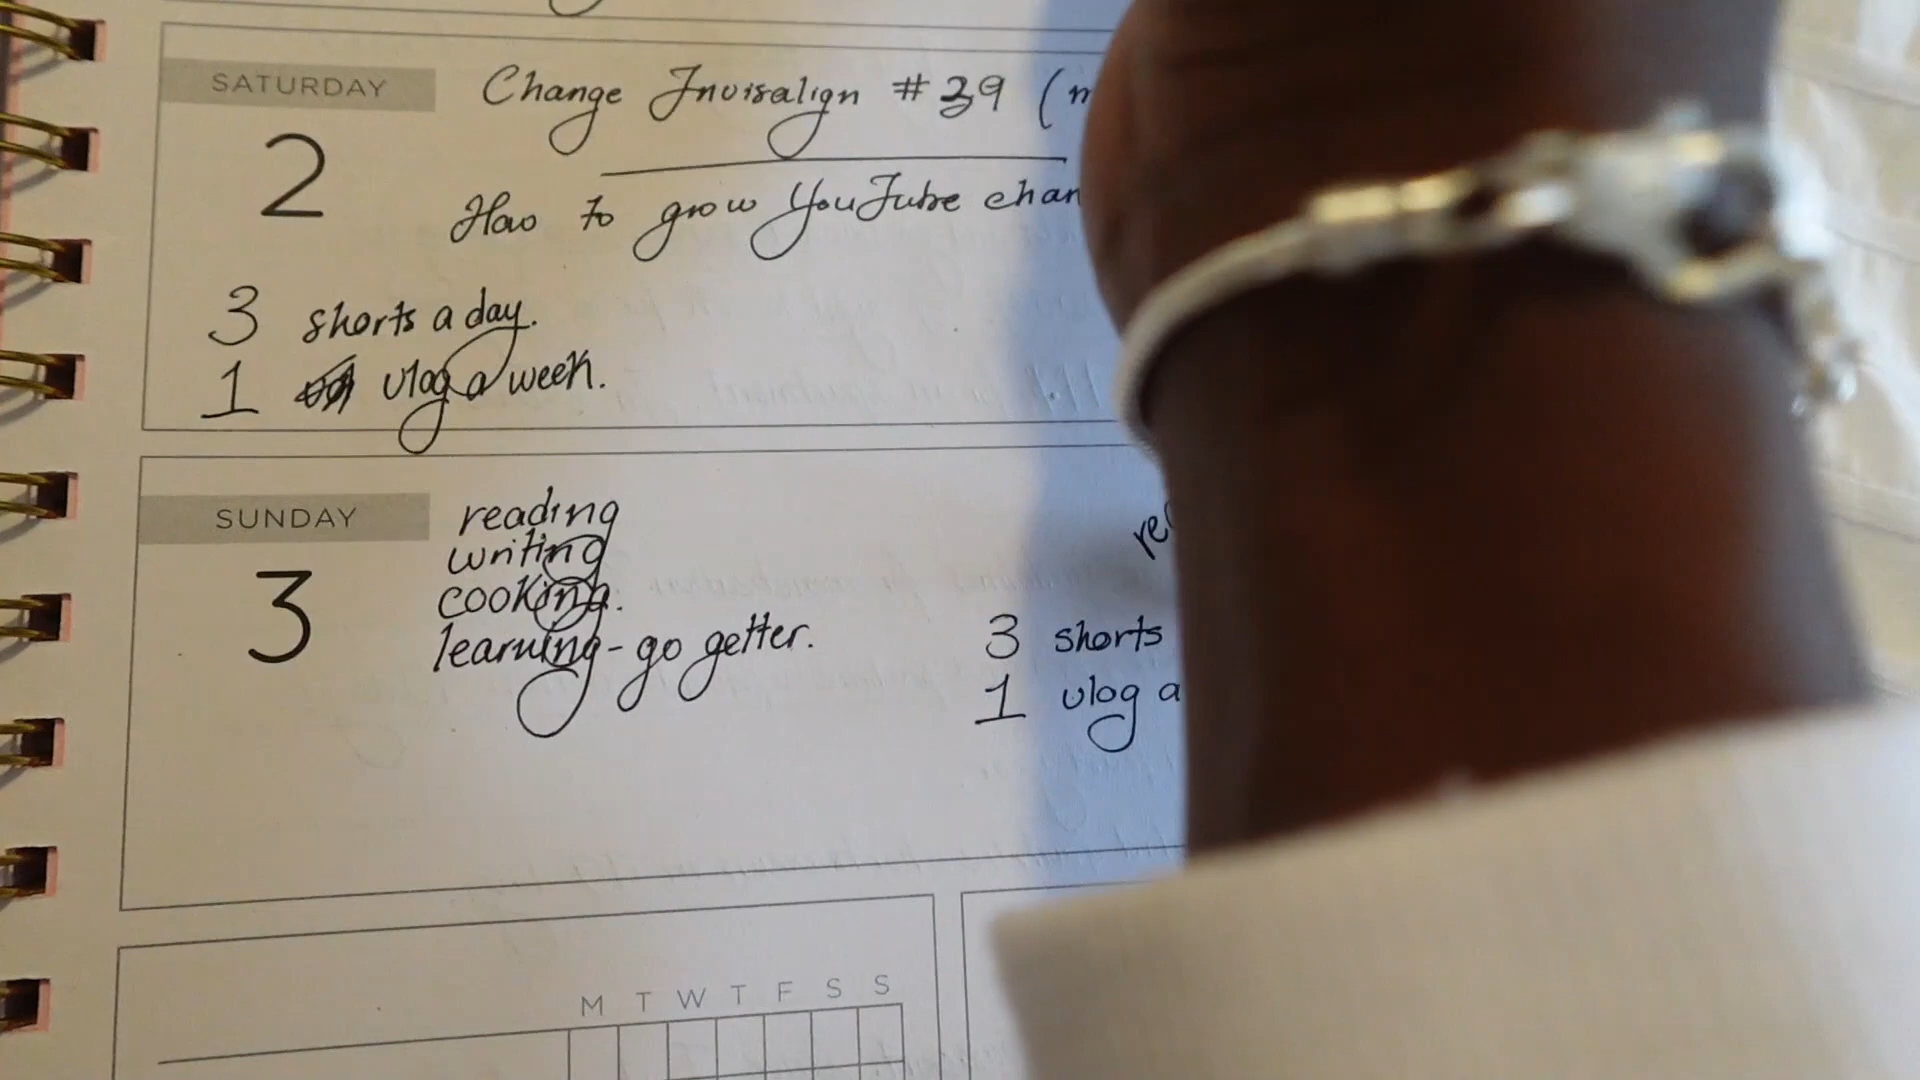 SATURDAY
2
Change Invisalign #39 (
How to grow YouTube chan
3 shorts a day.
1 vlog a week.
SUNDAY
3
reading
writing
cooking.
learning - go getter.
3 shorts
1 vlog a
M T W T F S S